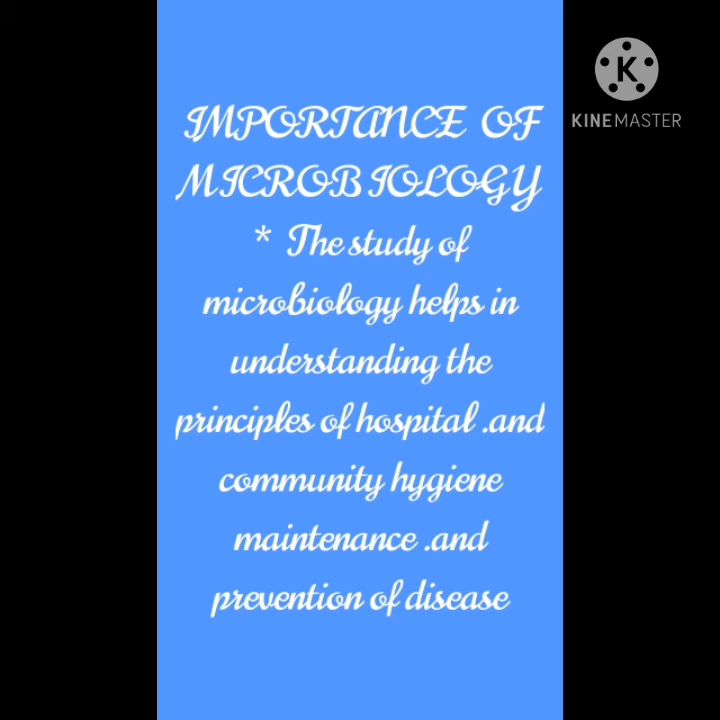 IMPORTANCE OF
MICROBIOLOGY
* The study of
microbiology helps in
understanding the
principles of hospital .and
community hygiene
maintenance .and
prevention of disease
K
KINEMASTER